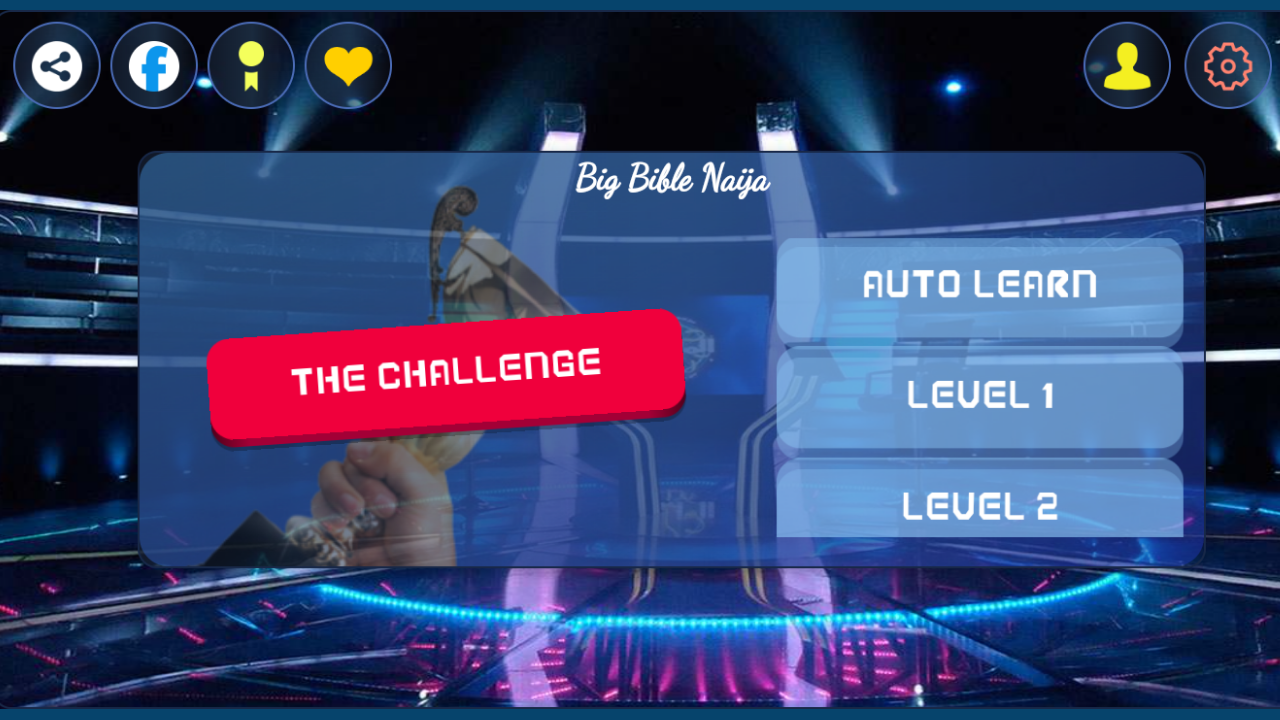 Big Bible Naija
THE CHALLENGE
AUTO LEARN
LEVEL 1
LEVEL 2